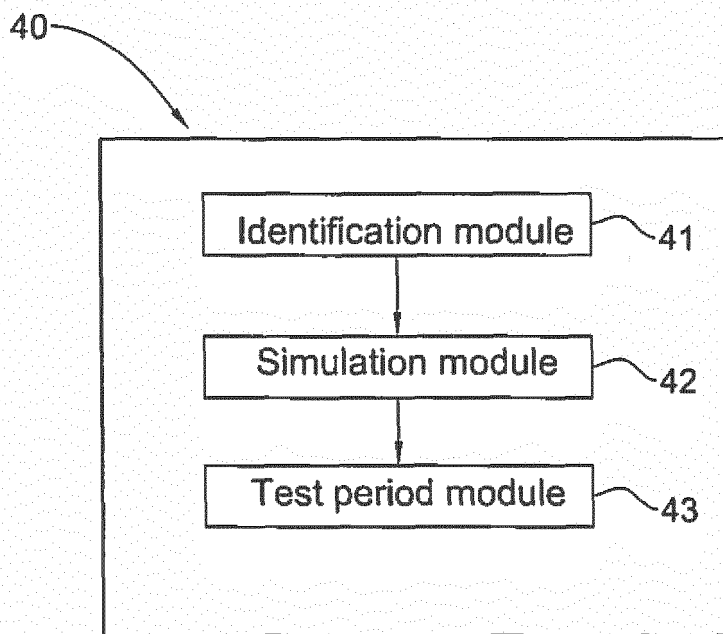 40
Identification module
41
Simulation module
42
Test period module
43